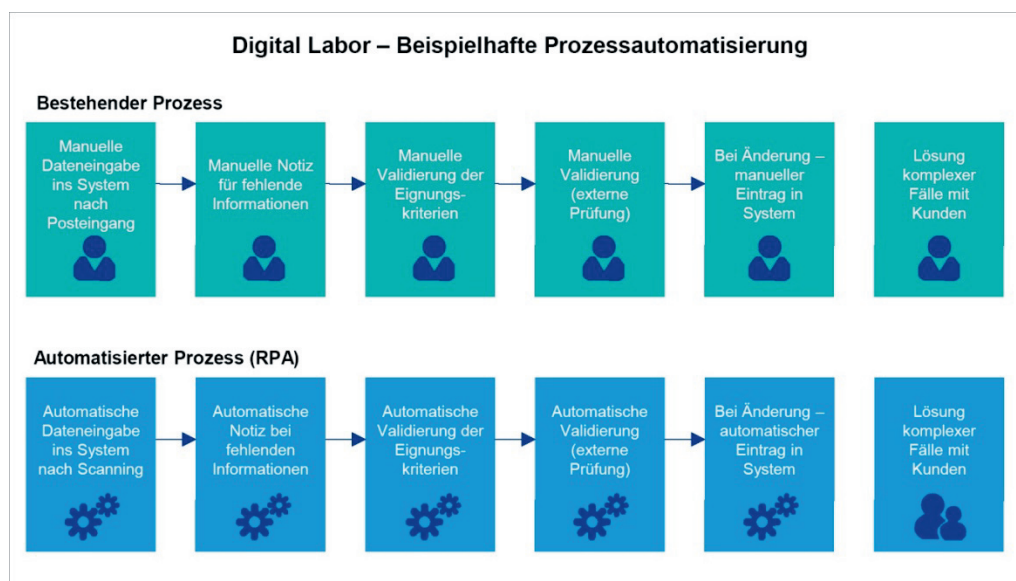 Digital Labor – Beispielhafte Prozessautomatisierung
Bestehender Prozess
Manuelle
Dateneingabe
ins System
nach
Posteingang
Manuelle Notiz
für fehlende
Informationen
Manuelle
Validierung der
Eignungs-
kriterien
Manuelle
Validierung
(externe
Prüfung)
Bei Änderung –
manueller
Eintrag in
System
Lösung
komplexer
Fälle mit
Kunden
Automatisierter Prozess (RPA)
Automatische
Dateneingabe
ins System
nach Scanning
Automatische
Notiz bei
fehlenden
Informationen
Automatische
Validierung der
Eignungs-
kriterien
Automatische
Validierung
(externe
Prüfung)
Bei Änderung –
automatischer
Eintrag in
System
Lösung
komplexer
Fälle mit
Kunden